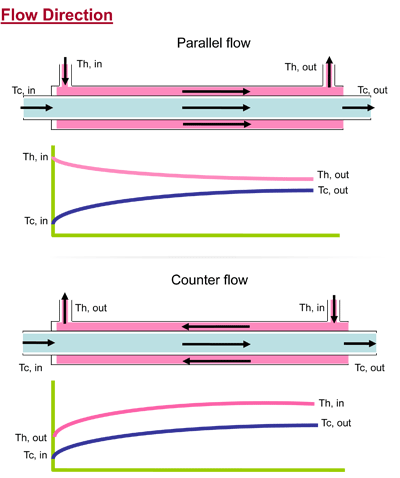 Flow Direction
Parallel flow
Th, in
Th, out
Tc, in
Tc, out
Th, in
Th, out
Tc, out
Tc, in
Counter flow
Th, out
Th, in
Tc, in
Tc, out
Th, in
Tc, out
Th, out
Tc, in